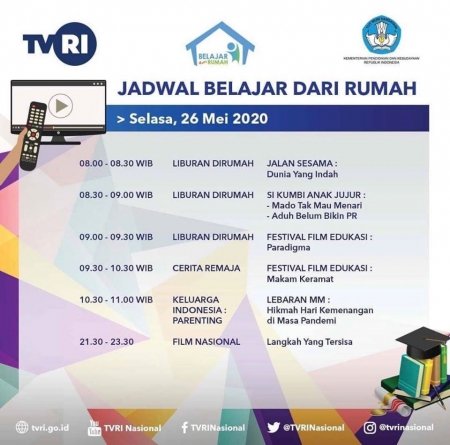 TVRI
BELAJAR
dari RUMAH
KEMENTERIAN PENDIDIKAN DAN KEBUDAYAAN
REPUBLIK INDONESIA
JADWAL BELAJAR DARI RUMAH
> Selasa, 26 Mei 2020
08.00 - 08.30 WIB LIBURAN DIRUMAH JALAN SESAMA :
Dunia Yang Indah
08.30 - 09.00 WIB LIBURAN DIRUMAH SI KUMBI ANAK JUJUR :
- Mado Tak Mau Menari
- Aduh Belum Bikin PR
09.00 - 09.30 WIB LIBURAN DIRUMAH FESTIVAL FILM EDUKASI :
Paradigma
09.30 - 10.30 WIB CERITA REMAJA FESTIVAL FILM EDUKASI :
Makam Keramat
10.30 - 11.00 WIB KELUARGA LEBARAN MM :
INDONESIA : Hikmah Hari Kemenangan
PARENTING di Masa Pandemi
21.30 - 23.30 FILM NASIONAL Langkah Yang Tersisa
tvri.go.id You Tube TVRI Nasional f TVRINasional @TVRINasional @tvrinasional